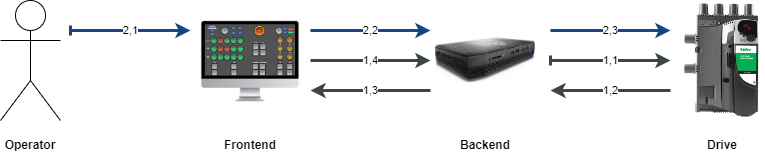 2,1
2,2
2,3
1,4
1,1
1,3
1,2
Operator
Frontend
Backend
Drive